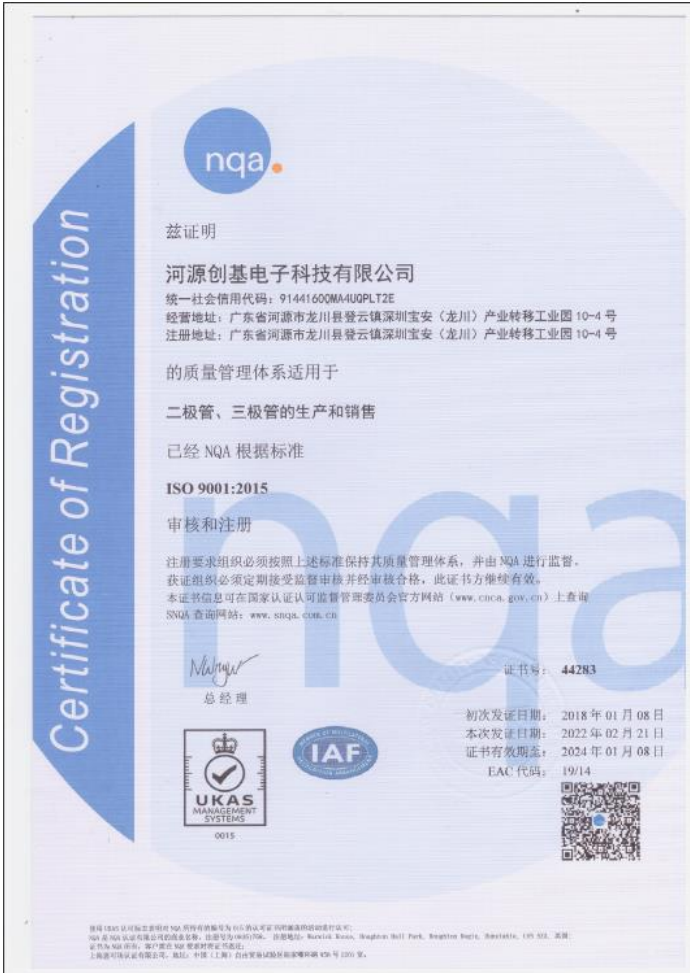 nqa.
Certificate of Registration
兹证明
河源创基电子科技有限公司
统一社会信用代码：91441600MA4UQPLT2E
经营地址：广东省河源市龙川县登云镇深圳宝安（龙川）产业转移工业园 10-4 号
注册地址：广东省河源市龙川县登云镇深圳宝安（龙川）产业转移工业园 10-4 号
的质量管理体系适用于
二极管、三极管的生产和销售
已经 NQA 根据标准
ISO 9001:2015
审核和注册
注册要求组织必须按照上述标准保持其质量管理体系，并由 NQA 进行监督。
获证组织必须定期接受监督审核并经审核合格，此证书方继续有效。
本证书信息可在国家认证认可监督管理委员会官方网站（www.cnca.gov.cn）上查询
SNQA 查询网站：www.snqa.com.cn
nqa
总经理
证书号： 44283
初次发证日期： 2018 年 01 月 08 日
本次发证日期： 2022 年 02 月 21 日
证书有效期至： 2024 年 01 月 08 日
EAC 代码： 19/14
UKAS
MANAGEMENT
SYSTEMS
0015
IAF